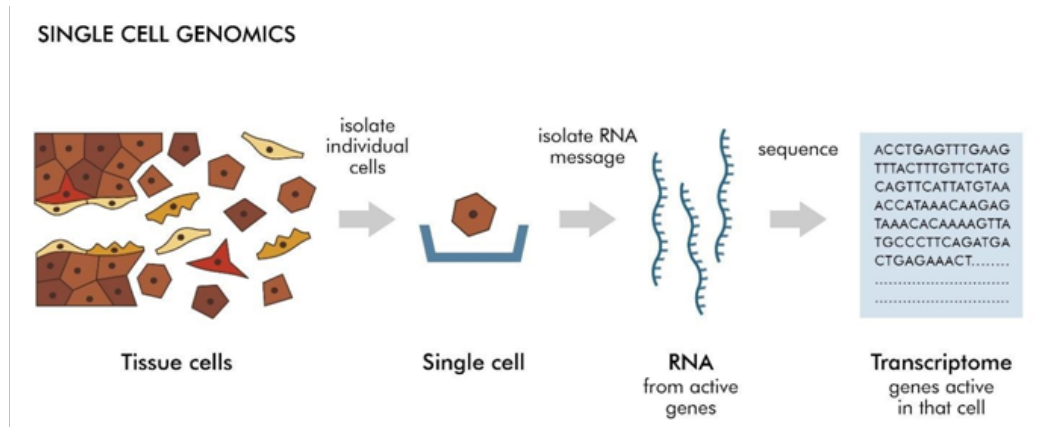 SINGLE CELL GENOMICS
isolate
individual
cells
isolate RNA
message
sequence
ACCTGAGTTTGAAG
TTTACTTTGTTCTATG
CAGTTCATTATGTAA
ACCATAAACAAGAG
TAAACACAAAAGTTA
TGCCCTTCAGATGA
CTGAGAAACT........
.............................
.............................
Tissue cells
Single cell
RNA
from active
genes
Transcriptome
genes active
in that cell